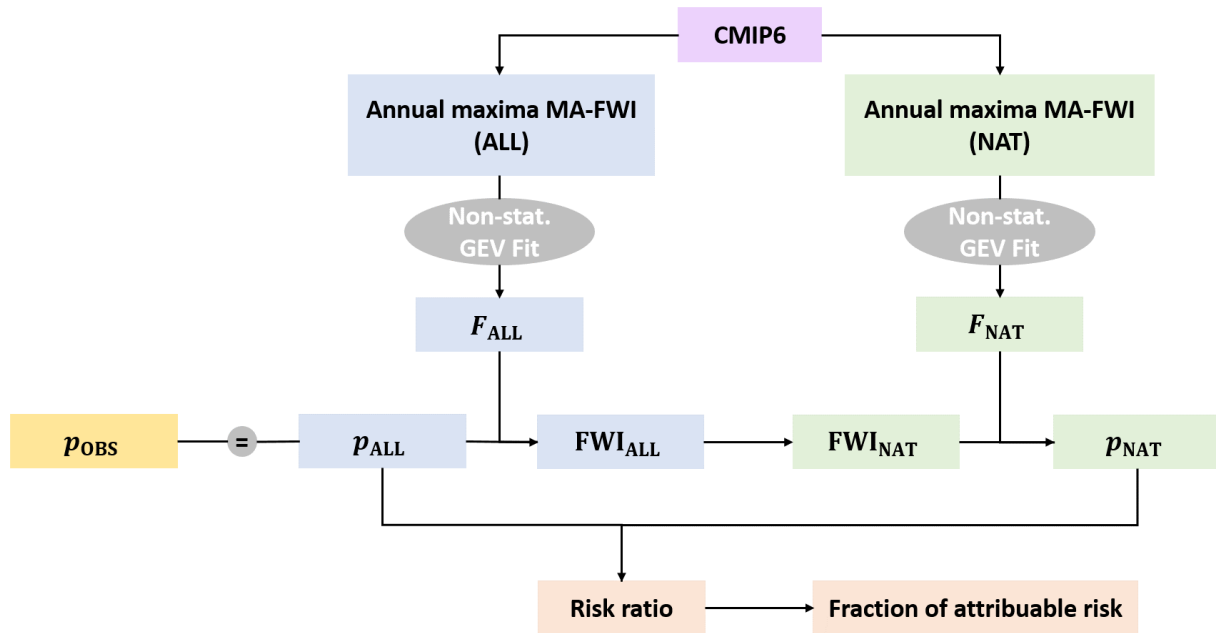 CMIP6
Annual maxima MA-FWI
(ALL)
Annual maxima MA-FWI
(NAT)
Non-stat.
GEV Fit
Non-stat.
GEV Fit
F_ALL
F_NAT
p_OBS
=
p_ALL
FWI_ALL
FWI_NAT
p_NAT
Risk ratio
Fraction of attribuable risk